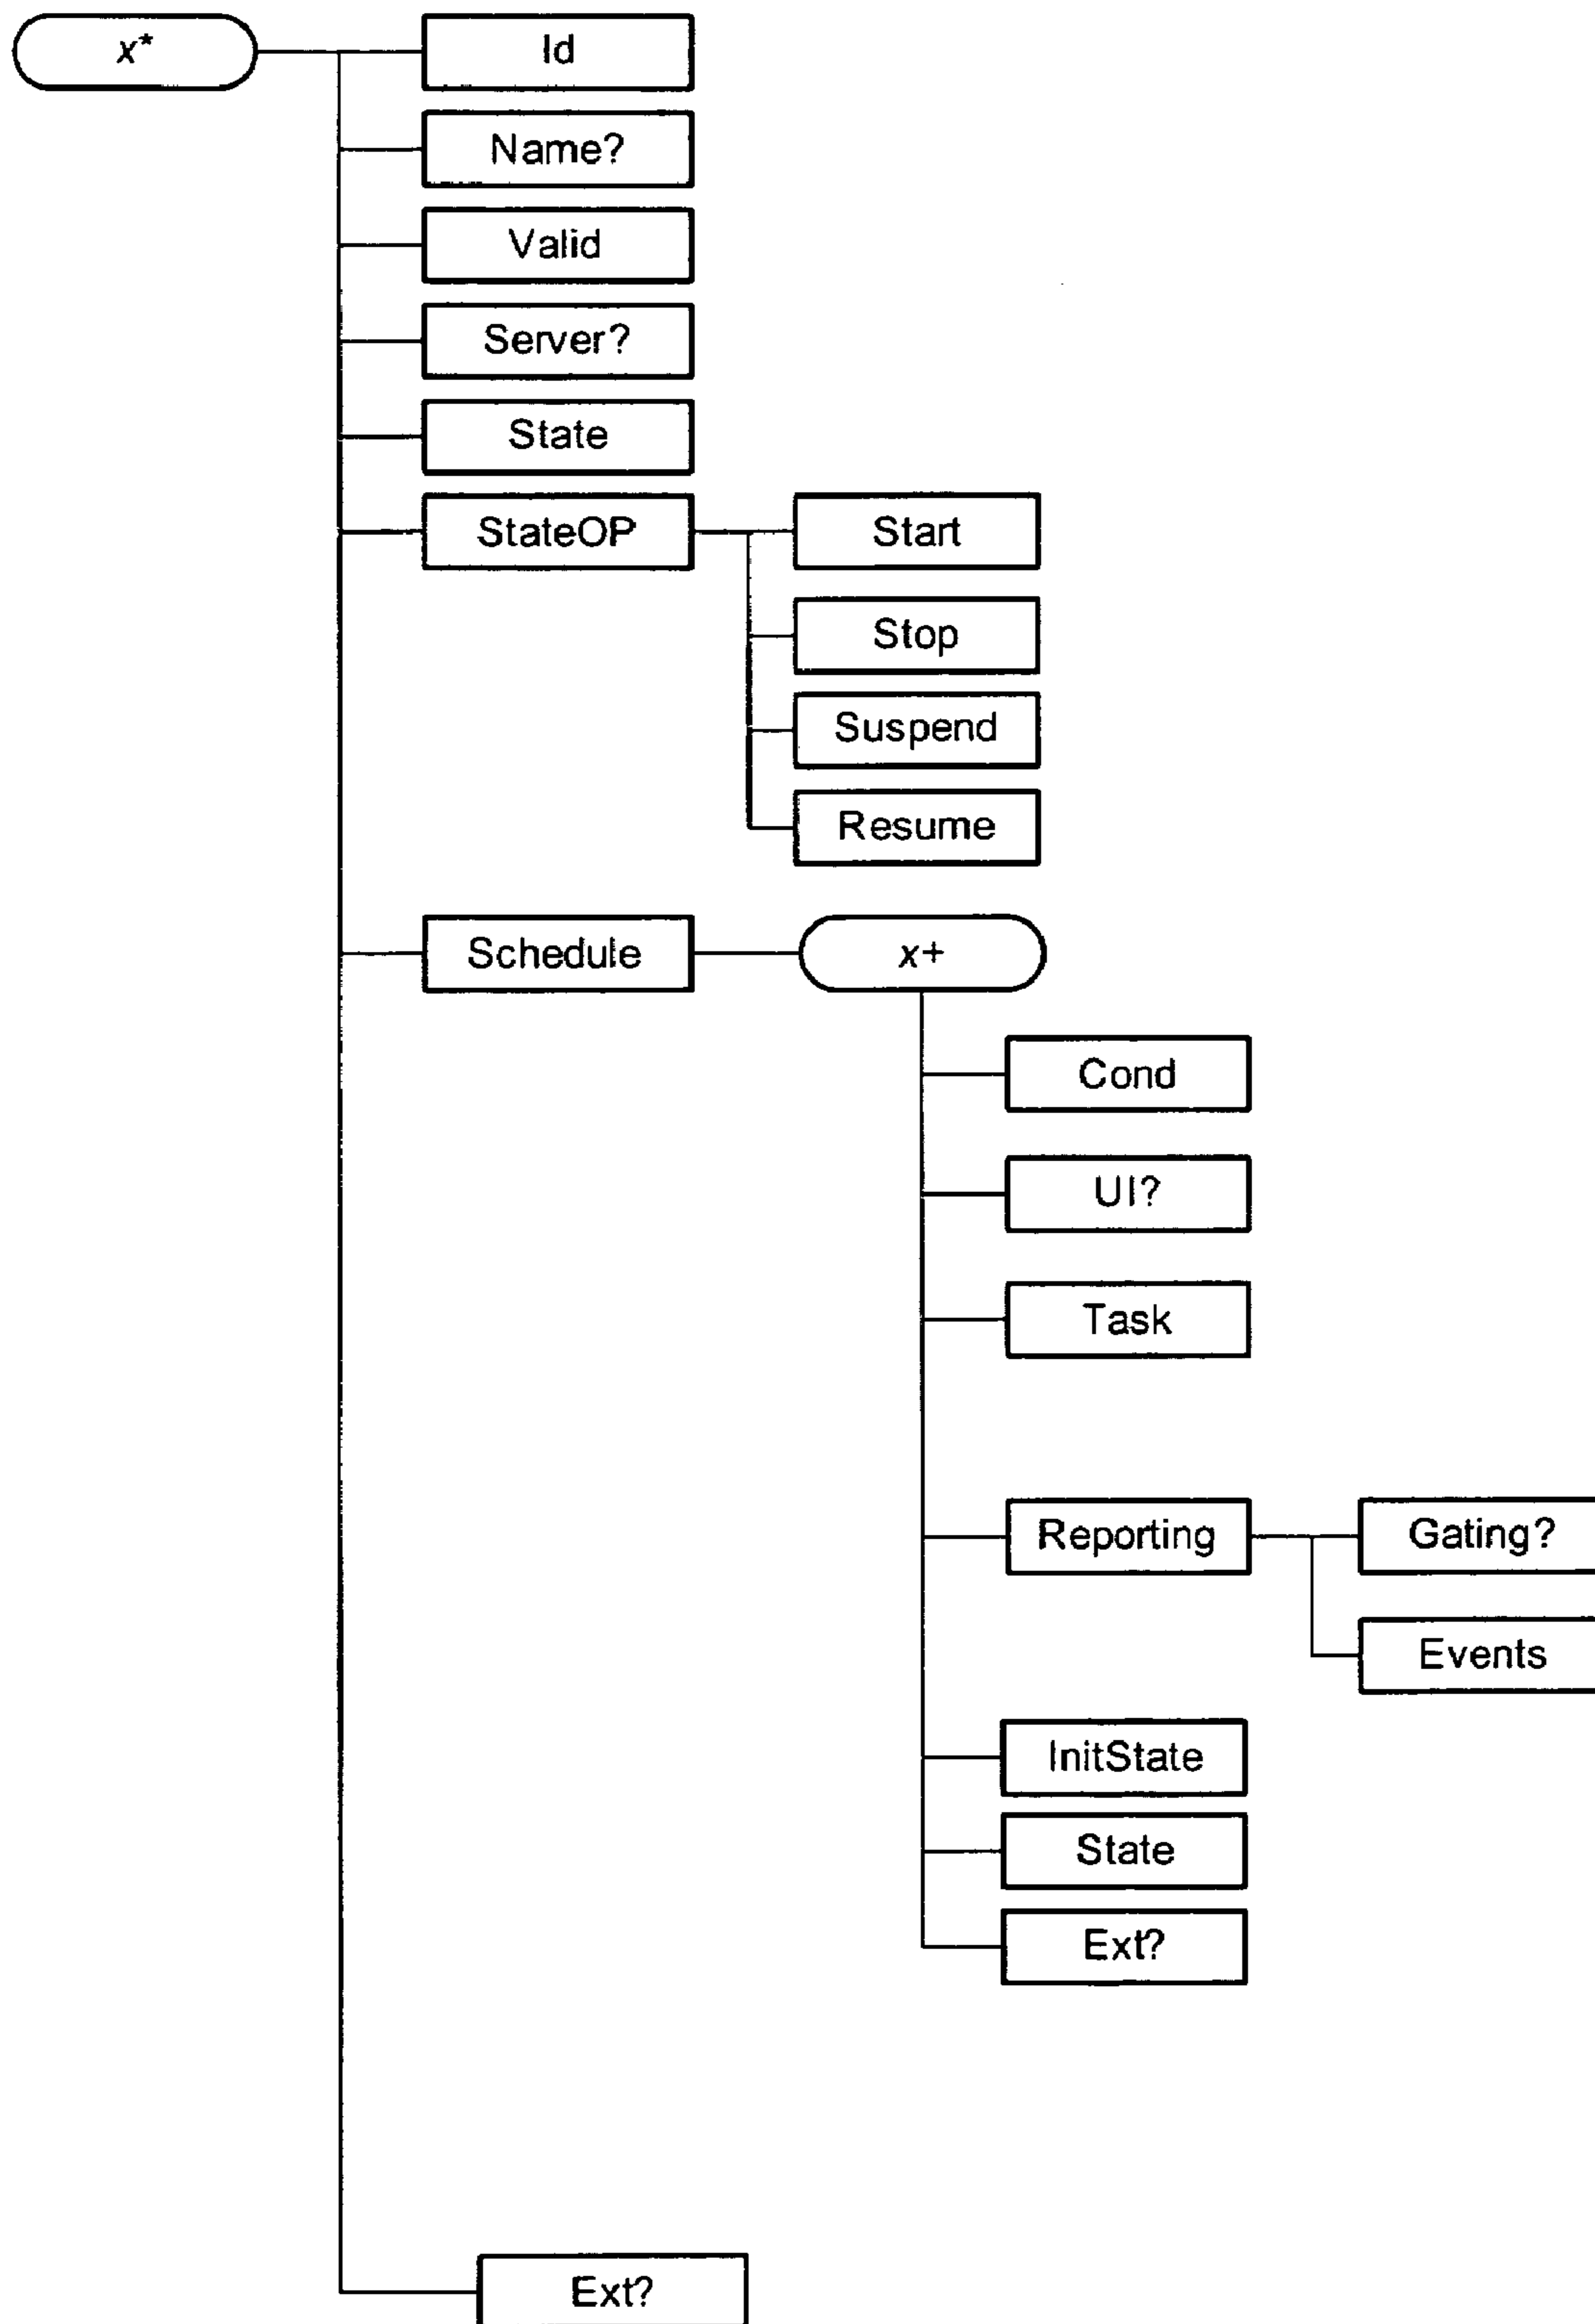 x*
Id
Name?
Valid
Server?
State
StateOP
Start
Stop
Suspend
Resume
Schedule
x+
Cond
UI?
Task
Reporting
Gating?
Events
InitState
State
Ext?
Ext?